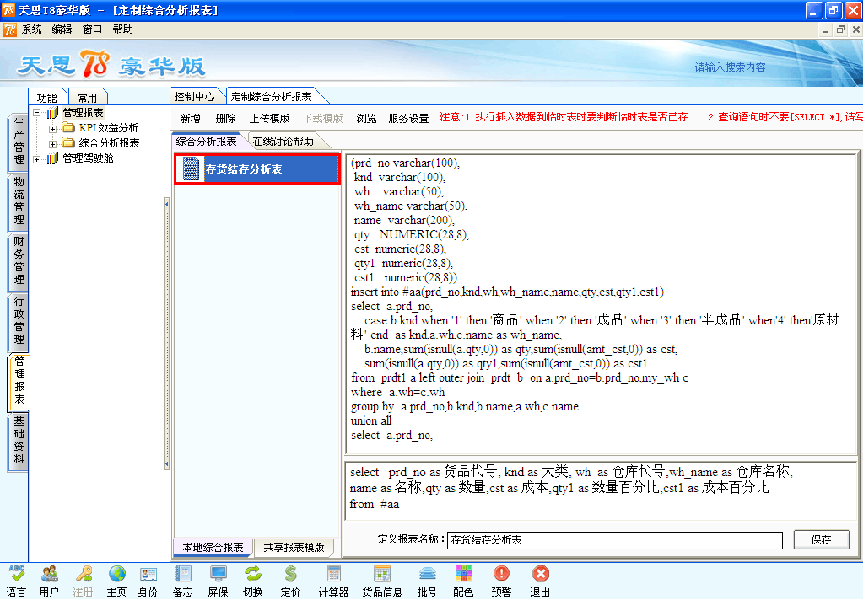 天思T8豪华版 - [定制综合分析报表]
系统 编辑 窗口 帮助
天思T8豪华版
请输入搜索内容
功能 常用
控制中心 定制综合分析报表
管理报表
KPI效益分析
综合分析报表
管理驾驶舱
新增 删除 上传模版 下载模版 浏览 服务设置
注意:1.执行插入数据到临时表时要判断临时表是否已存
2.查询语句时不要[SELECT *],请写
综合分析报表 在线讨论帮助
生产管理
物流管理
财务管理
行政管理
管理报表
基础资料
存货结存分析表
(prd_no varchar(100),
knd varchar(100),
wh varchar(50),
wh_name varchar(50),
name varchar(200),
qty NUMERIC(28,8),
cst numeric(28,8),
qty1 numeric(28,8),
cst1 numeric(28,8))
insert into #aa(prd_no,knd,wh,wh_name,name,qty,cst,qty1,cst1)
select a.prd_no,
case b.knd when '1' then '商品' when '2' then '成品' when '3' then '半成品' when '4' then '原材
料' end as knd,a.wh,c.name as wh_name,
b.name,sum(isnull(a.qty,0)) as qty,sum(isnull(amt_cst,0)) as cst,
sum(isnull(a.qty,0)) as qty1,sum(isnull(amt_cst,0)) as cst1
from prdt1 a left outer join prdt b on a.prd_no=b.prd_no,my_wh c
where a.wh=c.wh
group by a.prd_no,b.knd,b.name,a.wh,c.name
union all
select a.prd_no,
select prd_no as 货品代号, knd as 大类, wh as 仓库代号,wh_name as 仓库名称,
name as 名称,qty as 数量,cst as 成本,qty1 as 数量百分比,cst1 as 成本百分比
from #aa
本地综合报表 共享报表模版
定义报表名称: 存货结存分析表 保存
语言 用户 注册 主页 身份 备忘 屏保 切换 定价 计算器 货品信息 批号 配色 预警 退出